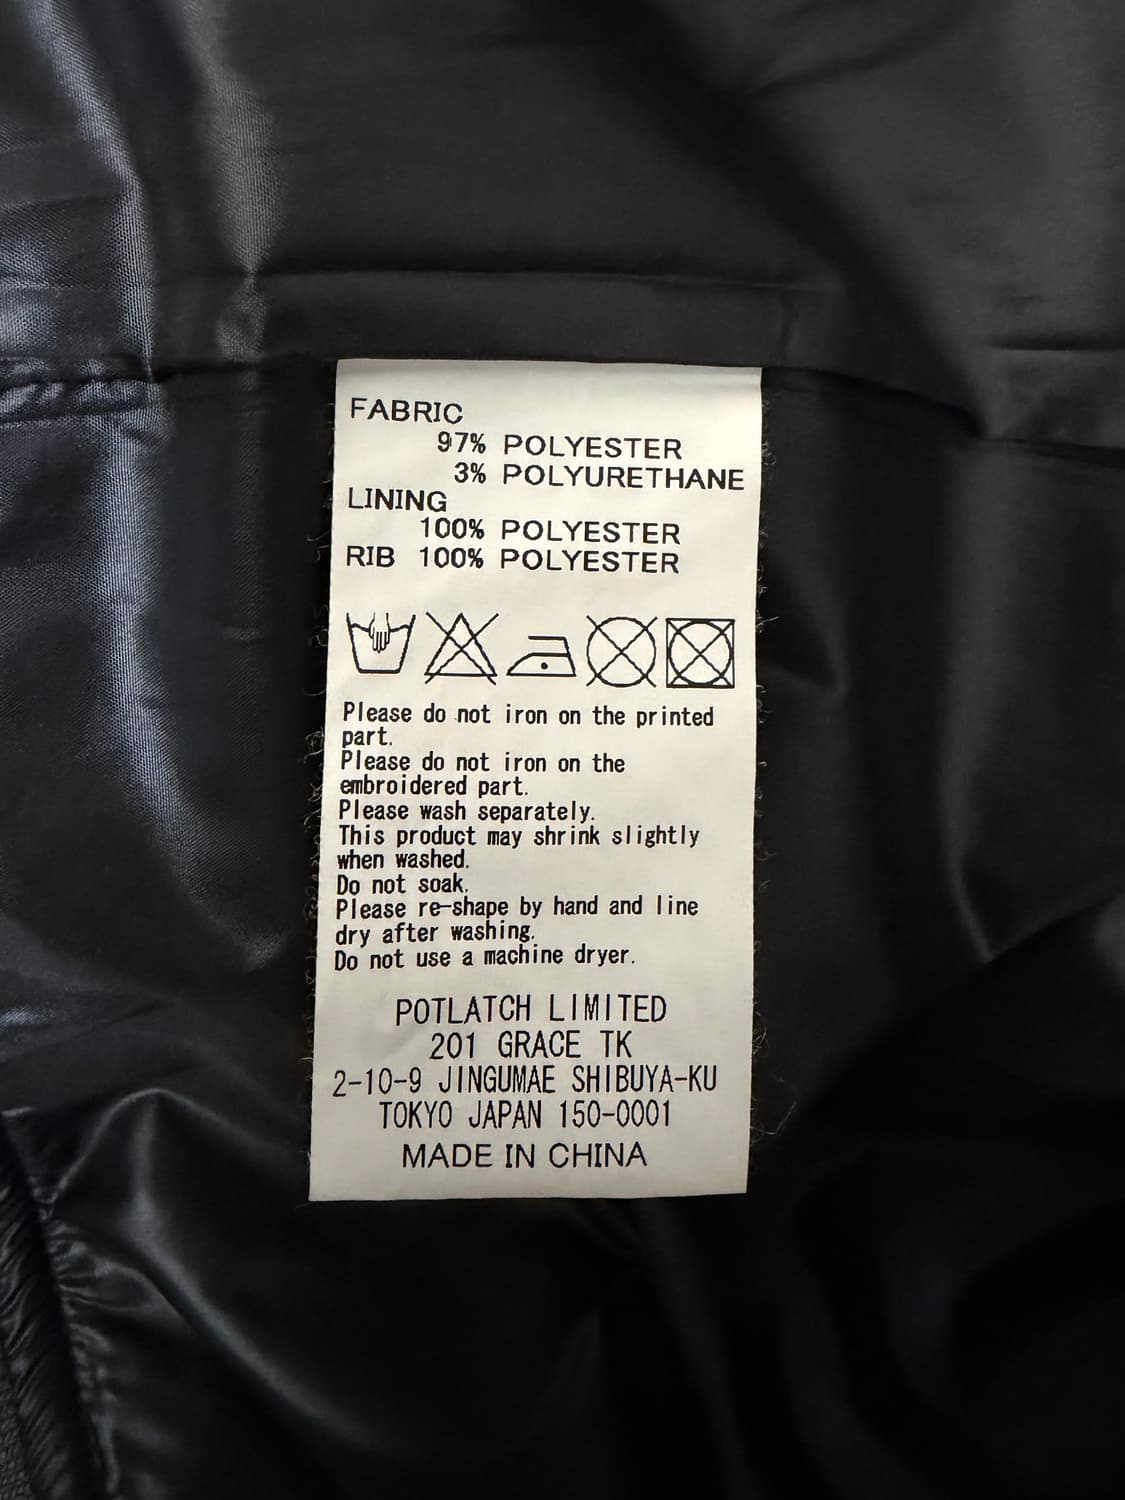 FABRIC
97% POLYESTER
3% POLYURETHANE
LINING
100% POLYESTER
RIB 100% POLYESTER
Please do not iron on the printed
part.
Please do not iron on the
embroidered part.
Please wash separately.
This product may shrink slightly
when washed.
Do not soak.
Please re-shape by hand and line
dry after washing.
Do not use a machine dryer.
POTLATCH LIMITED
201 GRACE TK
2-10-9 JINGUMAE SHIBUYA-KU
TOKYO JAPAN 150-0001
MADE IN CHINA